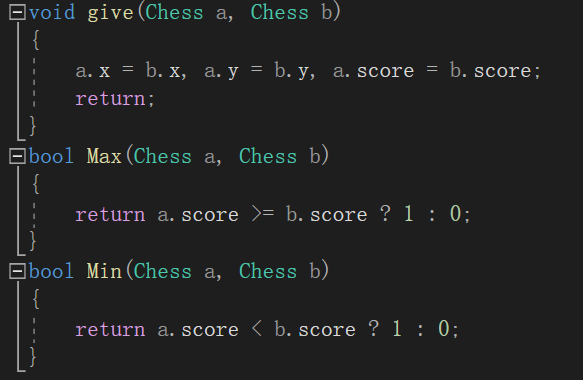 void give(Chess a, Chess b)
{
a.x = b.x, a.y = b.y, a.score = b.score;
return;
}
bool Max(Chess a, Chess b)
{
return a.score >= b.score ? 1 : 0;
}
bool Min(Chess a, Chess b)
{
return a.score < b.score ? 1 : 0;
}